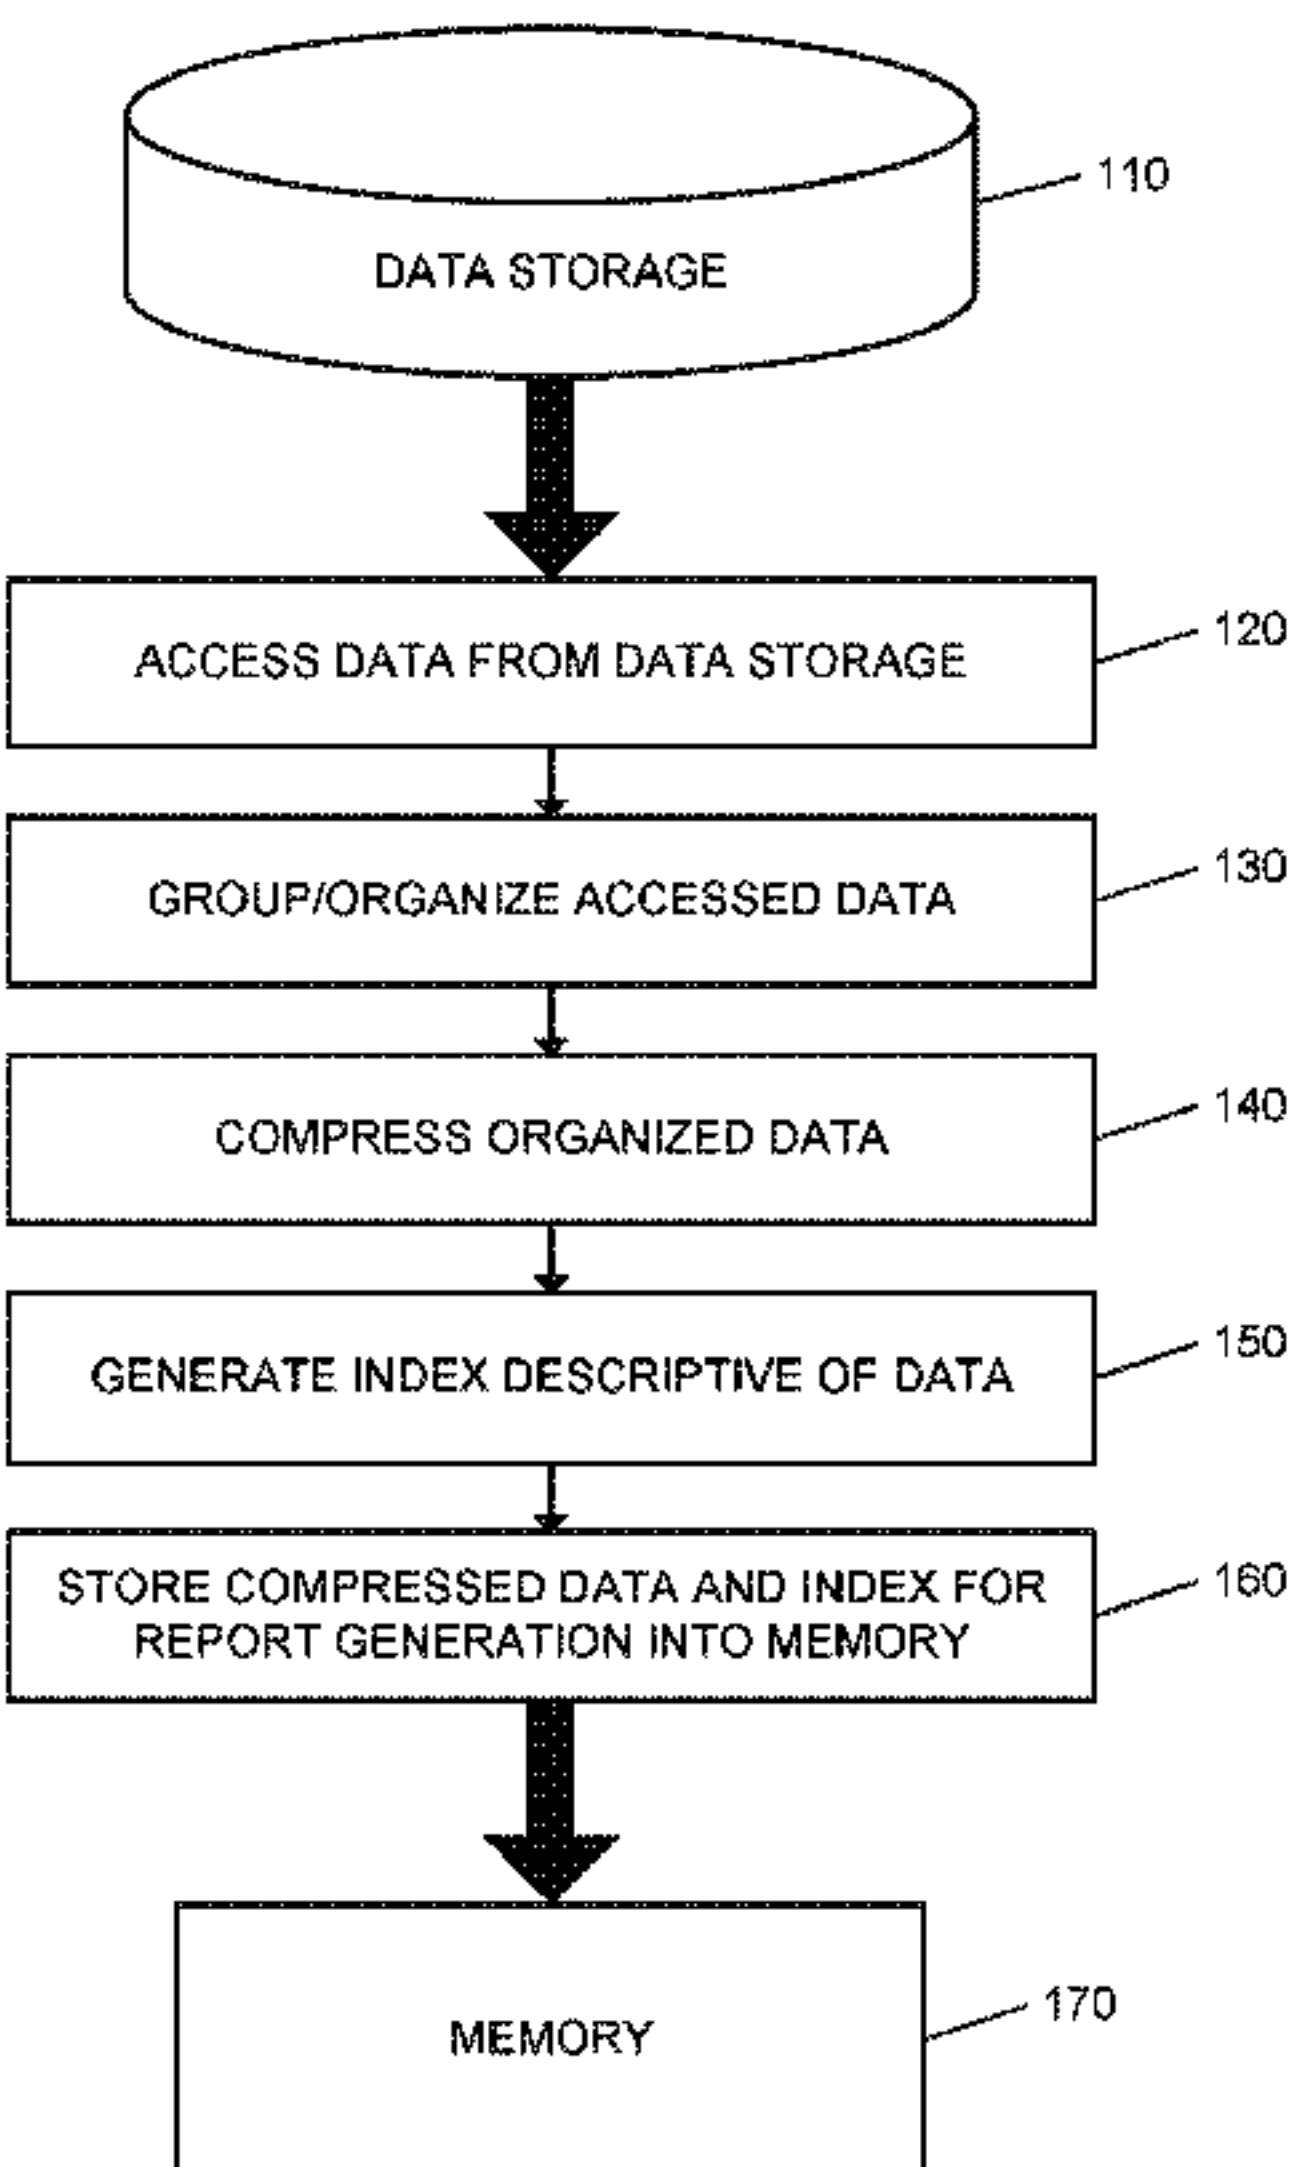 110
DATA STORAGE
120
ACCESS DATA FROM DATA STORAGE
130
GROUP/ORGANIZE ACCESSED DATA
140
COMPRESS ORGANIZED DATA
150
GENERATE INDEX DESCRIPTIVE OF DATA
160
STORE COMPRESSED DATA AND INDEX FOR
REPORT GENERATION INTO MEMORY
170
MEMORY